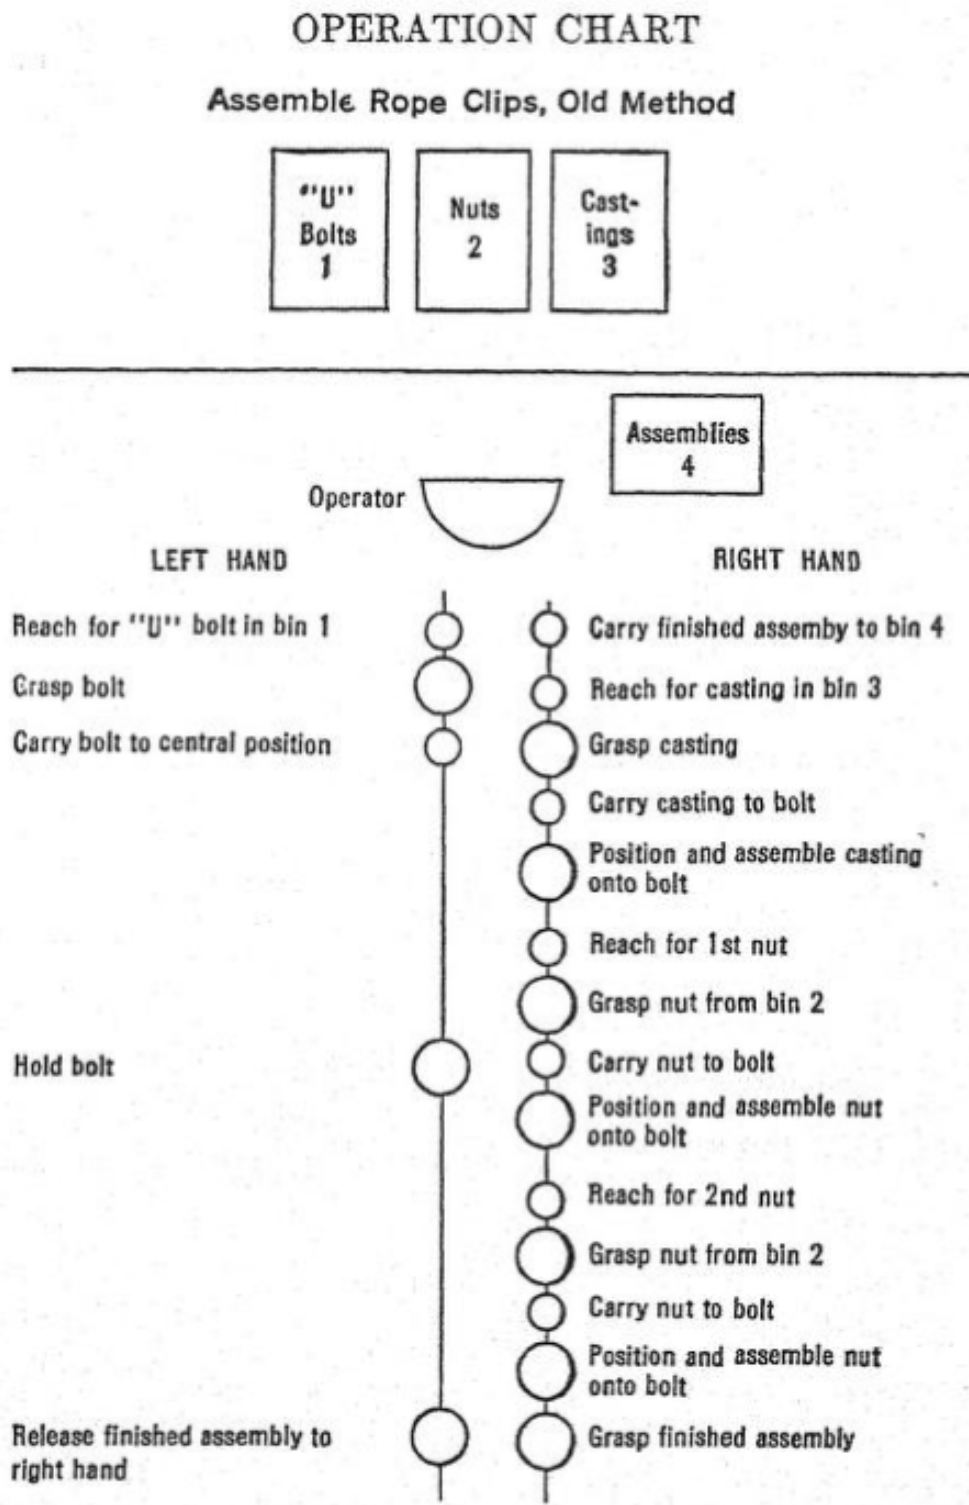 OPERATION CHART
Assemble Rope Clips, Old Method
"U"
Bolts
1
Nuts
2
Cast-
ings
3
Assemblies
4
Operator
LEFT HAND
RIGHT HAND
Reach for "U" bolt in bin 1
Carry finished assemby to bin 4
Grasp bolt
Reach for casting in bin 3
Carry bolt to central position
Grasp casting
Carry casting to bolt
Position and assemble casting
onto bolt
Reach for 1st nut
Grasp nut from bin 2
Hold bolt
Carry nut to bolt
Position and assemble nut
onto bolt
Reach for 2nd nut
Grasp nut from bin 2
Carry nut to bolt
Position and assemble nut
onto bolt
Release finished assembly to
right hand
Grasp finished assembly